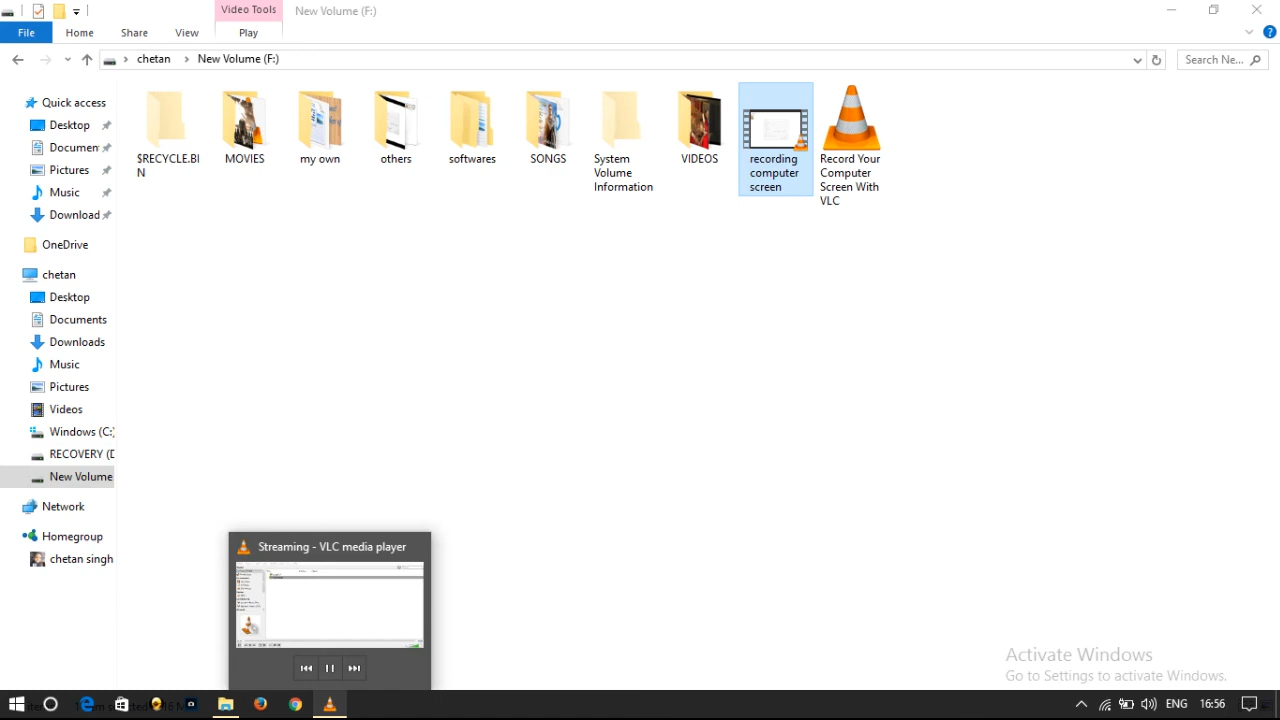 Video Tools
New Volume (F:)
File
Home
Share
View
Play
chetan
New Volume (F:)
Search Ne...
Quick access
Desktop
Documen
Pictures
Music
Download
OneDrive
chetan
Desktop
Documents
Downloads
Music
Pictures
Videos
Windows (C:)
RECOVERY (D
New Volume
Network
Homegroup
chetan singh
$RECYCLE.BI
N
MOVIES
my own
others
softwares
SONGS
System
Volume
Information
VIDEOS
recording
computer
screen
Record Your
Computer
Screen With
VLC
Streaming - VLC media player
Activate Windows
Go to Settings to activate Windows.
ENG
16:56